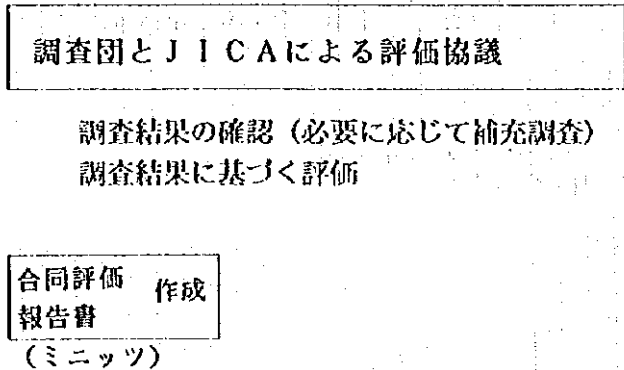 調査団とJICAによる評価協議
調査結果の確認（必要に応じて補充調査）
調査結果に基づく評価
合同評価 作成
報告書
（ミニッツ）